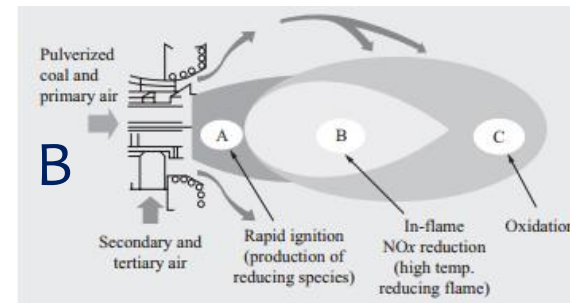 Pulverized
coal and
primary air
B
Secondary and
tertiary air
A
B
C
Rapid ignition
(production of
reducing species)
In-flame
NOx reduction
(high temp.
reducing flame)
Oxidation